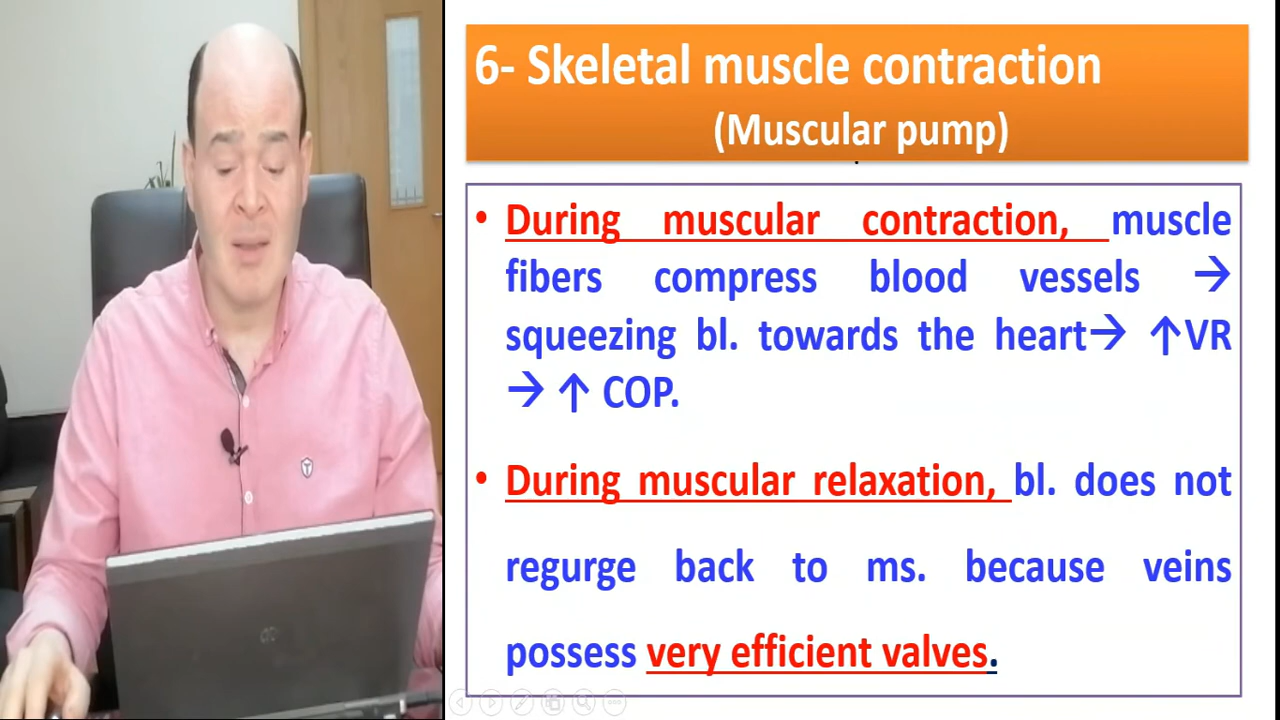 6- Skeletal muscle contraction
(Muscular pump)
• During muscular contraction, muscle
fibers compress blood vessels →
squeezing bl. towards the heart→ ↑VR
→ ↑ COP.
• During muscular relaxation, bl. does not
regurge back to ms. because veins
possess very efficient valves.
hp